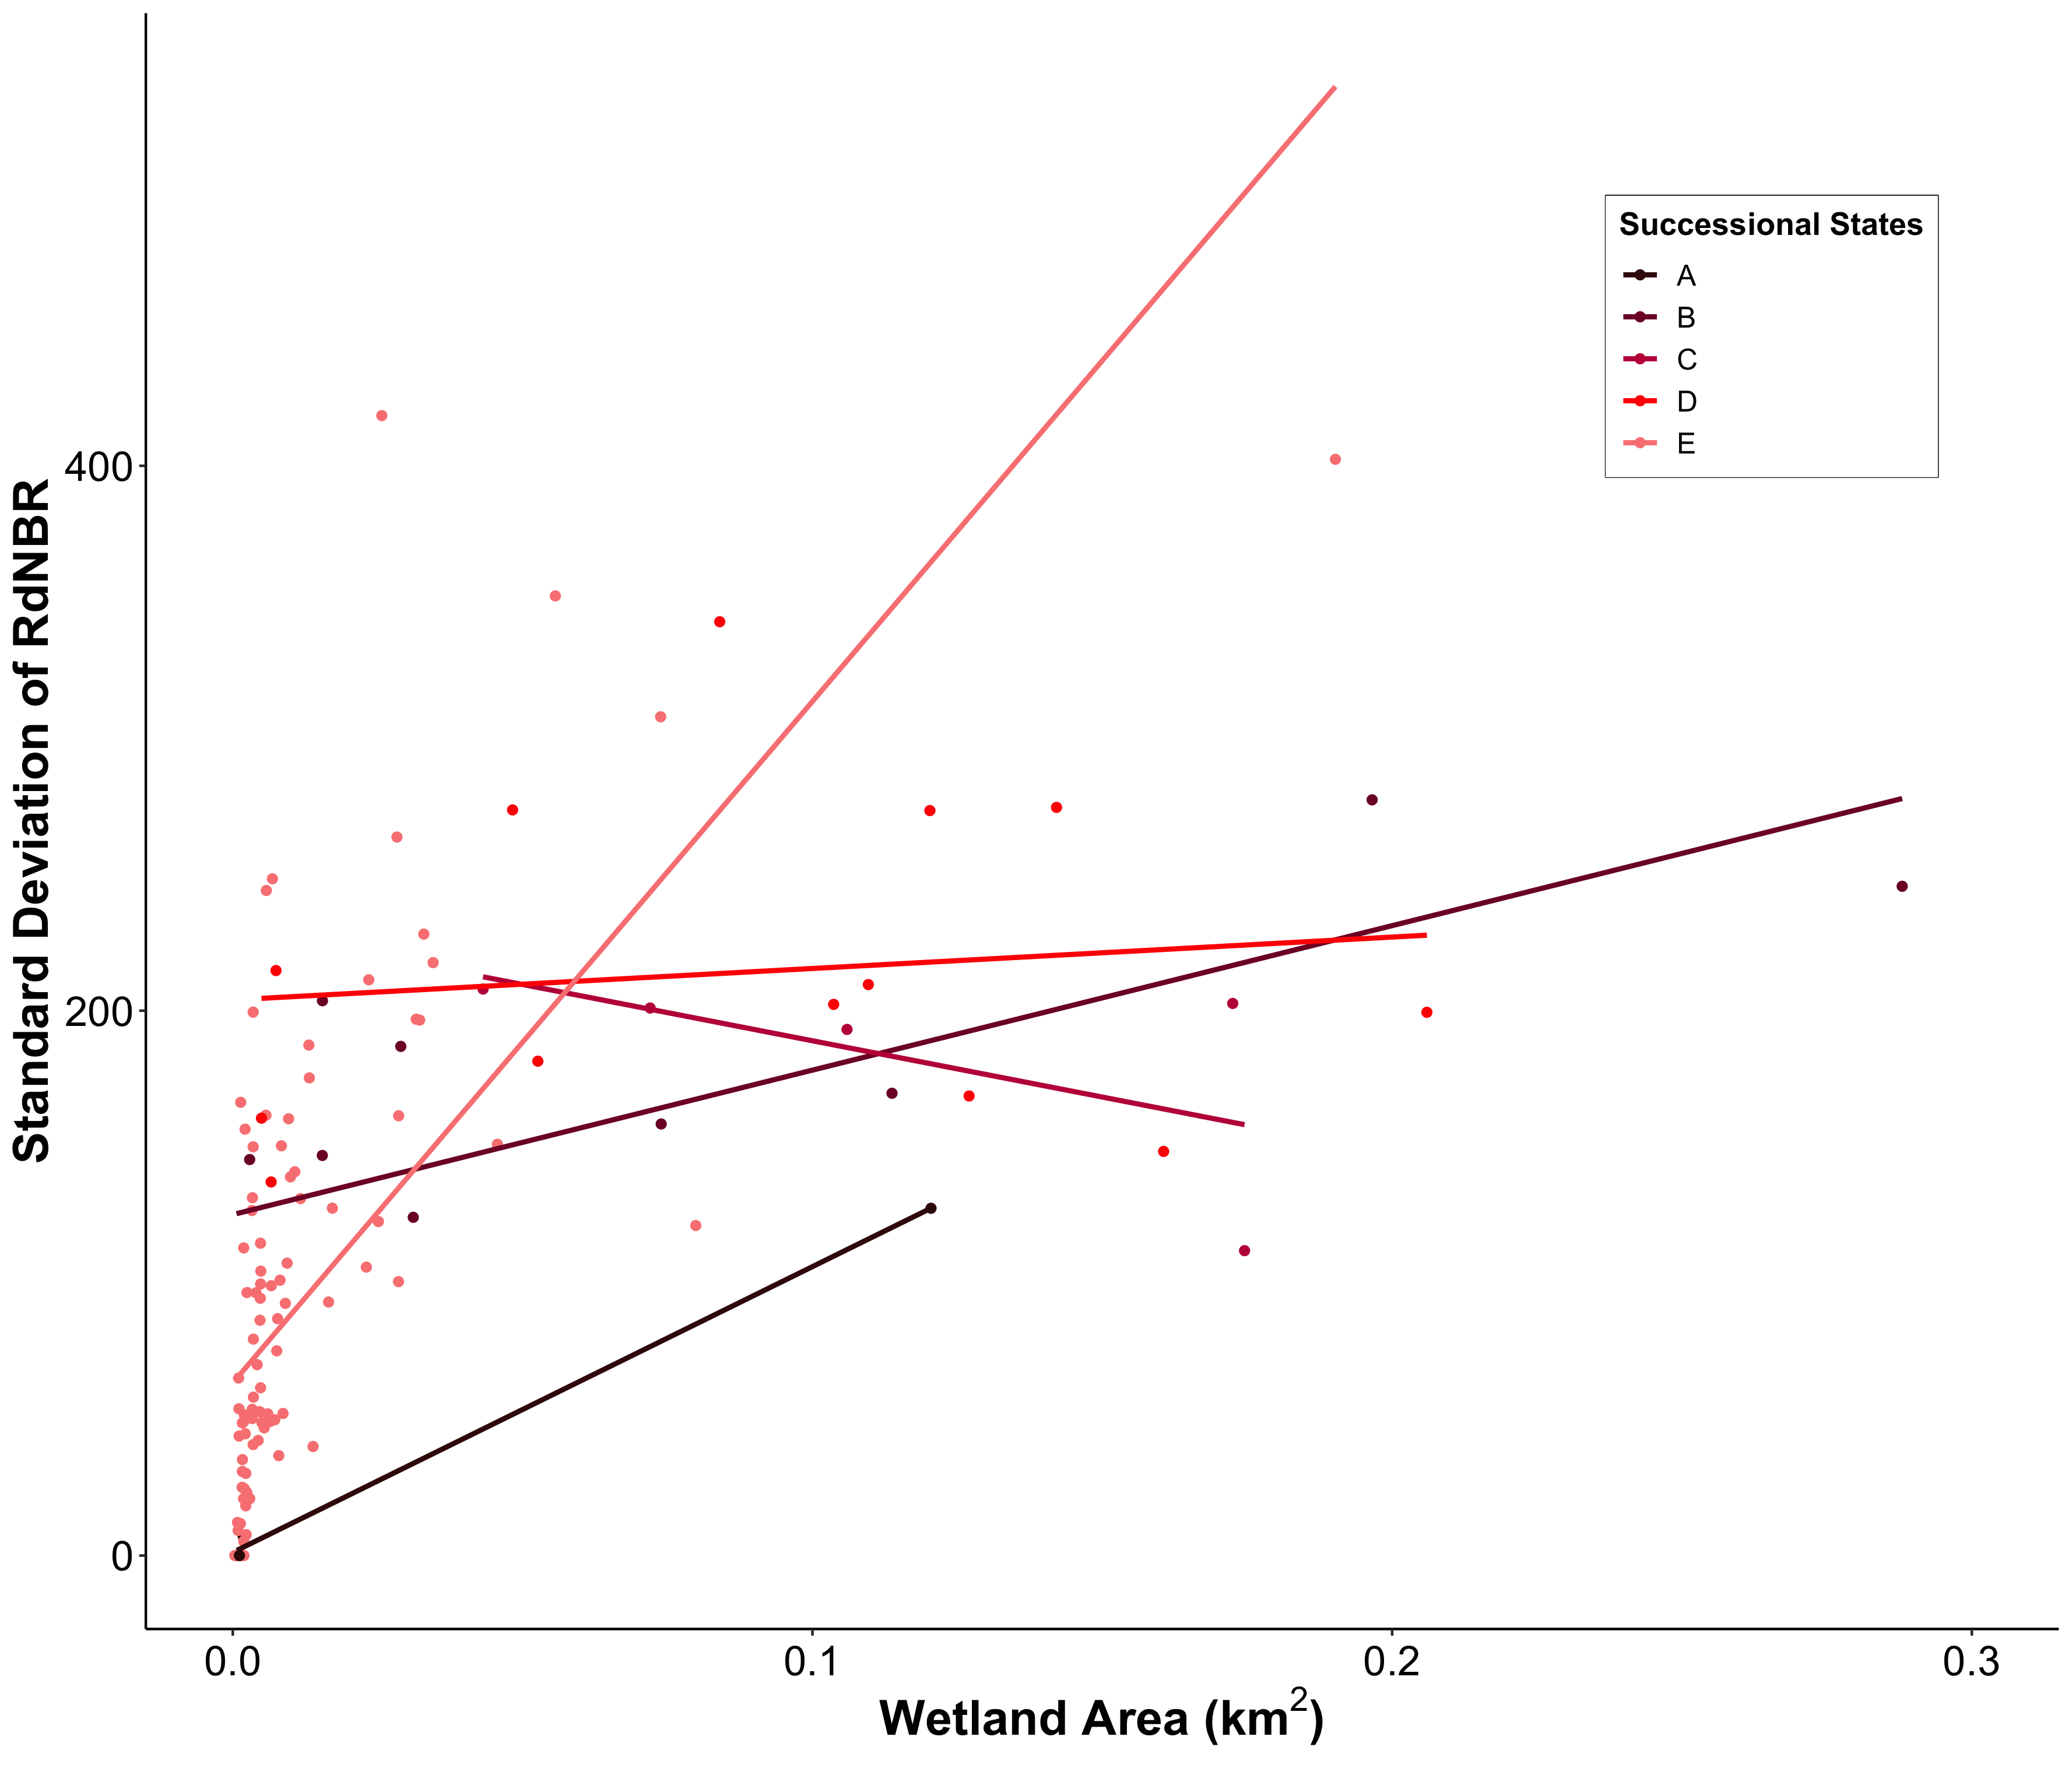 Standard Deviation of RdNBR
400
200
0
0.0
0.1
0.2
0.3
Wetland Area (km²)
Successional States
A
B
C
D
E